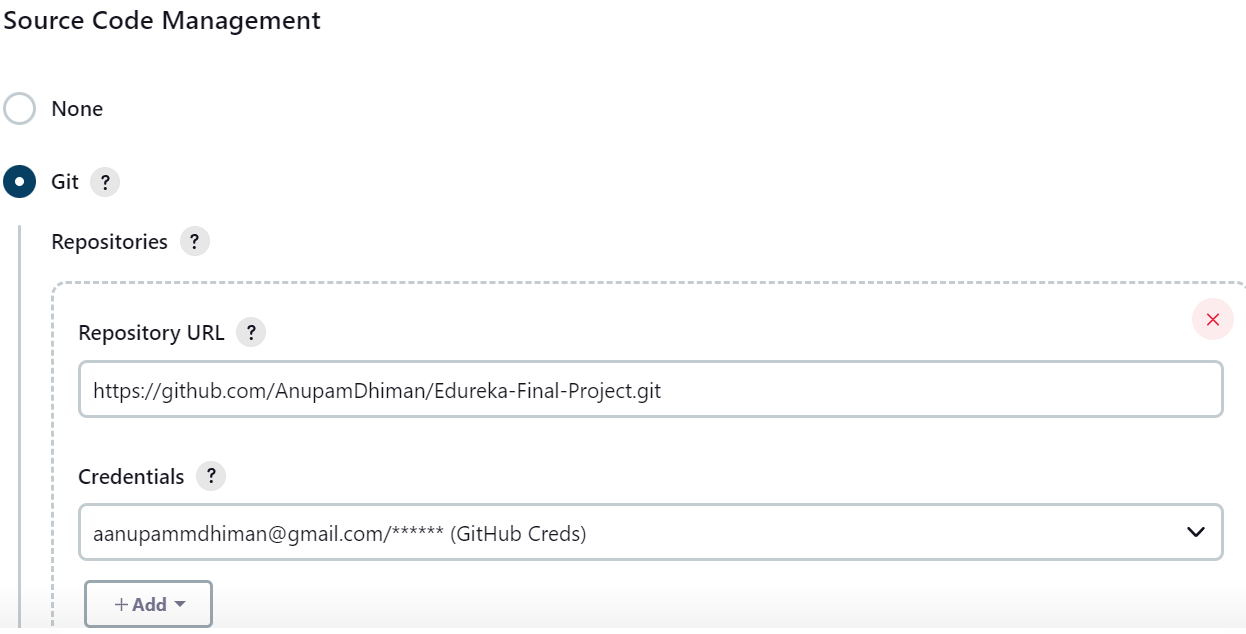 Source Code Management
None
Git ?
Repositories ?
Repository URL ?
https://github.com/AnupamDhiman/Edureka-Final-Project.git
Credentials ?
aanupammdhiman@gmail.com/****** (GitHub Creds)
+ Add